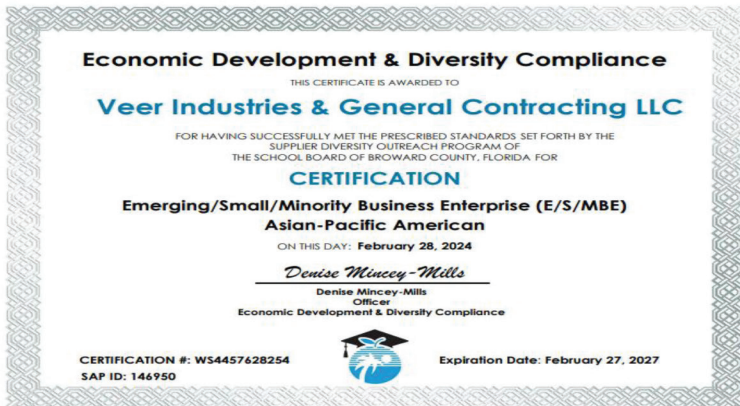 Economic Development & Diversity Compliance
THIS CERTIFICATE IS AWARDED TO
Veer Industries & General Contracting LLC
FOR HAVING SUCCESSFULLY MET THE PRESCRIBED STANDARDS SET FORTH BY THE
SUPPLIER DIVERSITY OUTREACH PROGRAM OF
THE SCHOOL BOARD OF BROWARD COUNTY, FLORIDA FOR
CERTIFICATION
Emerging/Small/Minority Business Enterprise (E/S/MBE)
Asian-Pacific American
ON THIS DAY: February 28, 2024
Denise Mincey-Mills
Denise Mincey-Mills
Officer
Economic Development & Diversity Compliance
CERTIFICATION #: WS4457628254
SAP ID: 146950
Expiration Date: February 27, 2027